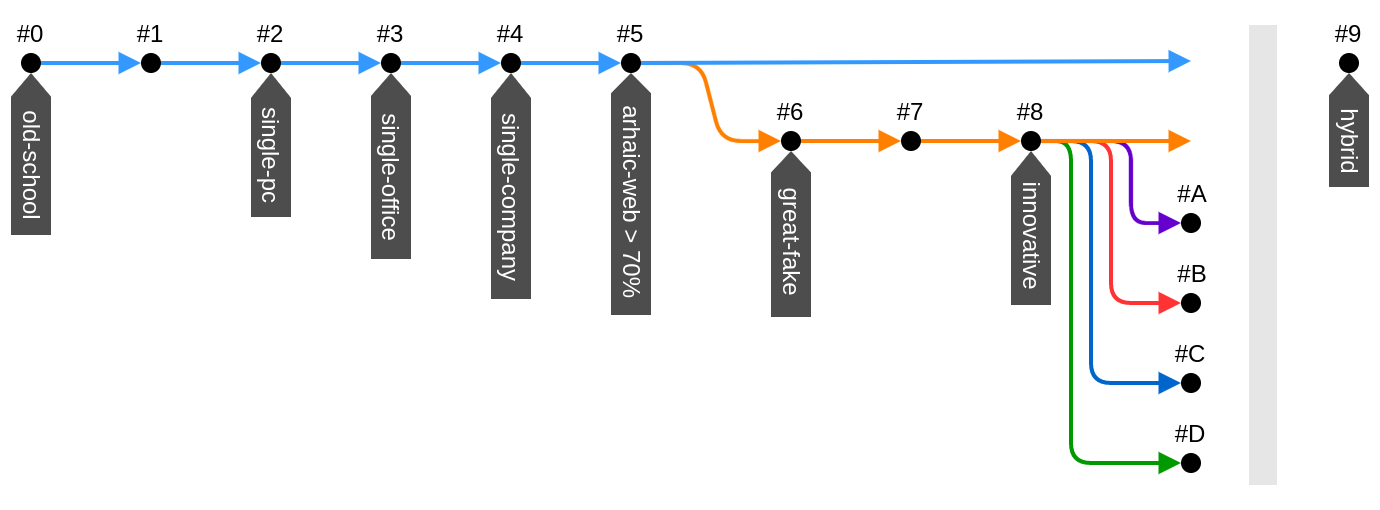 #0
#1
#2
#3
#4
#5
#9
old-school
single-pc
single-office
single-company
arhaic-web > 70%
hybrid
#6
#7
#8
great-fake
innovative
#A
#B
#C
#D